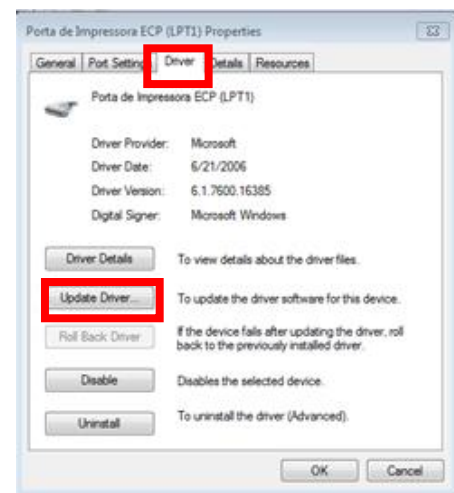 Porta de Impressora ECP (LPT1) Properties
General Port Settings Driver Details Resources
Porta de Impressora ECP (LPT1)
Driver Provider: Microsoft
Driver Date: 6/21/2006
Driver Version: 6.1.7600.16385
Digital Signer: Microsoft Windows
Driver Details To view details about the driver files.
Update Driver... To update the driver software for this device.
Roll Back Driver If the device fails after updating the driver, roll
back to the previously installed driver.
Disable Disables the selected device.
Uninstall To uninstall the driver (Advanced).
OK Cancel